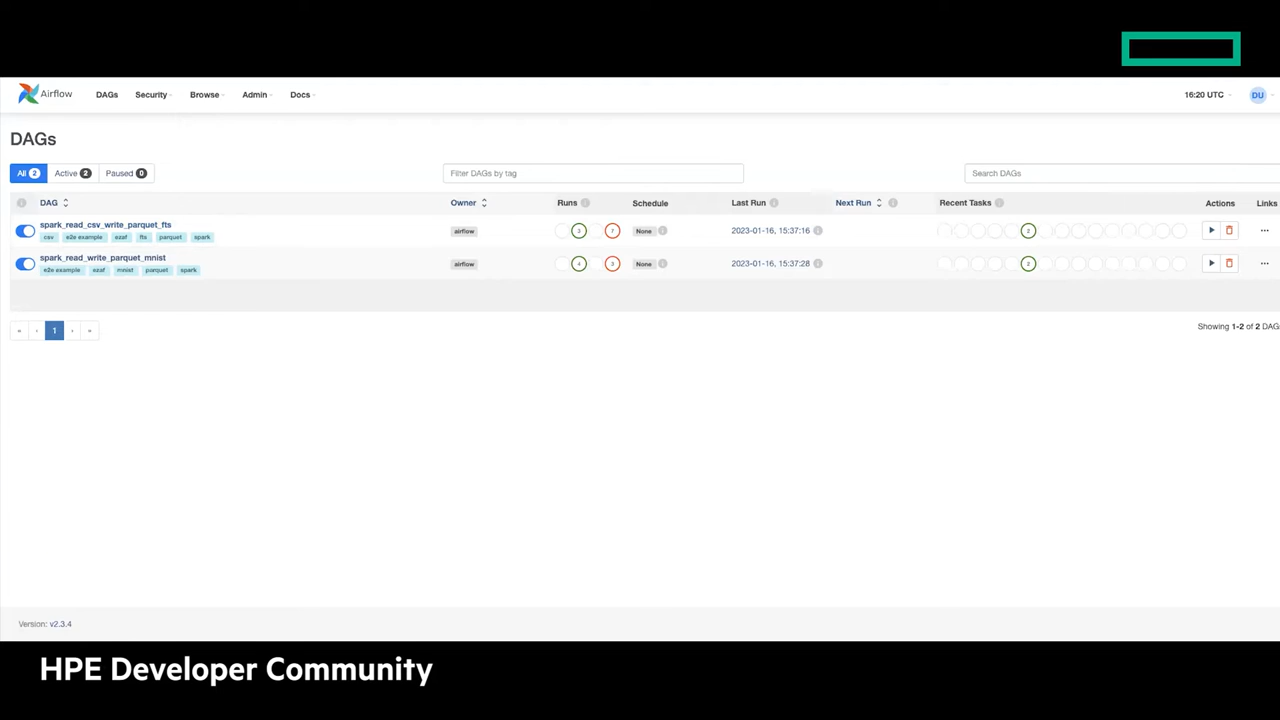 Airflow DAGs Security Browse Admin Docs 16:20 UTC DU
DAGs
All 2 Active 2 Paused 0 Filter DAGs by tag Search DAGs
DAG Owner Runs Schedule Last Run Next Run Recent Tasks Actions Links
spark_read_csv_write_parquet_fts
csv e2e example ezaf fts parquet spark
airflow 3 7 None 2023-01-16, 15:37:16 2
spark_read_write_parquet_mnist
e2e example ezaf mnist parquet spark
airflow 4 3 None 2023-01-16, 15:37:28 2
« ‹ 1 › »
Showing 1-2 of 2 DAGs
Version: v2.3.4
HPE Developer Community